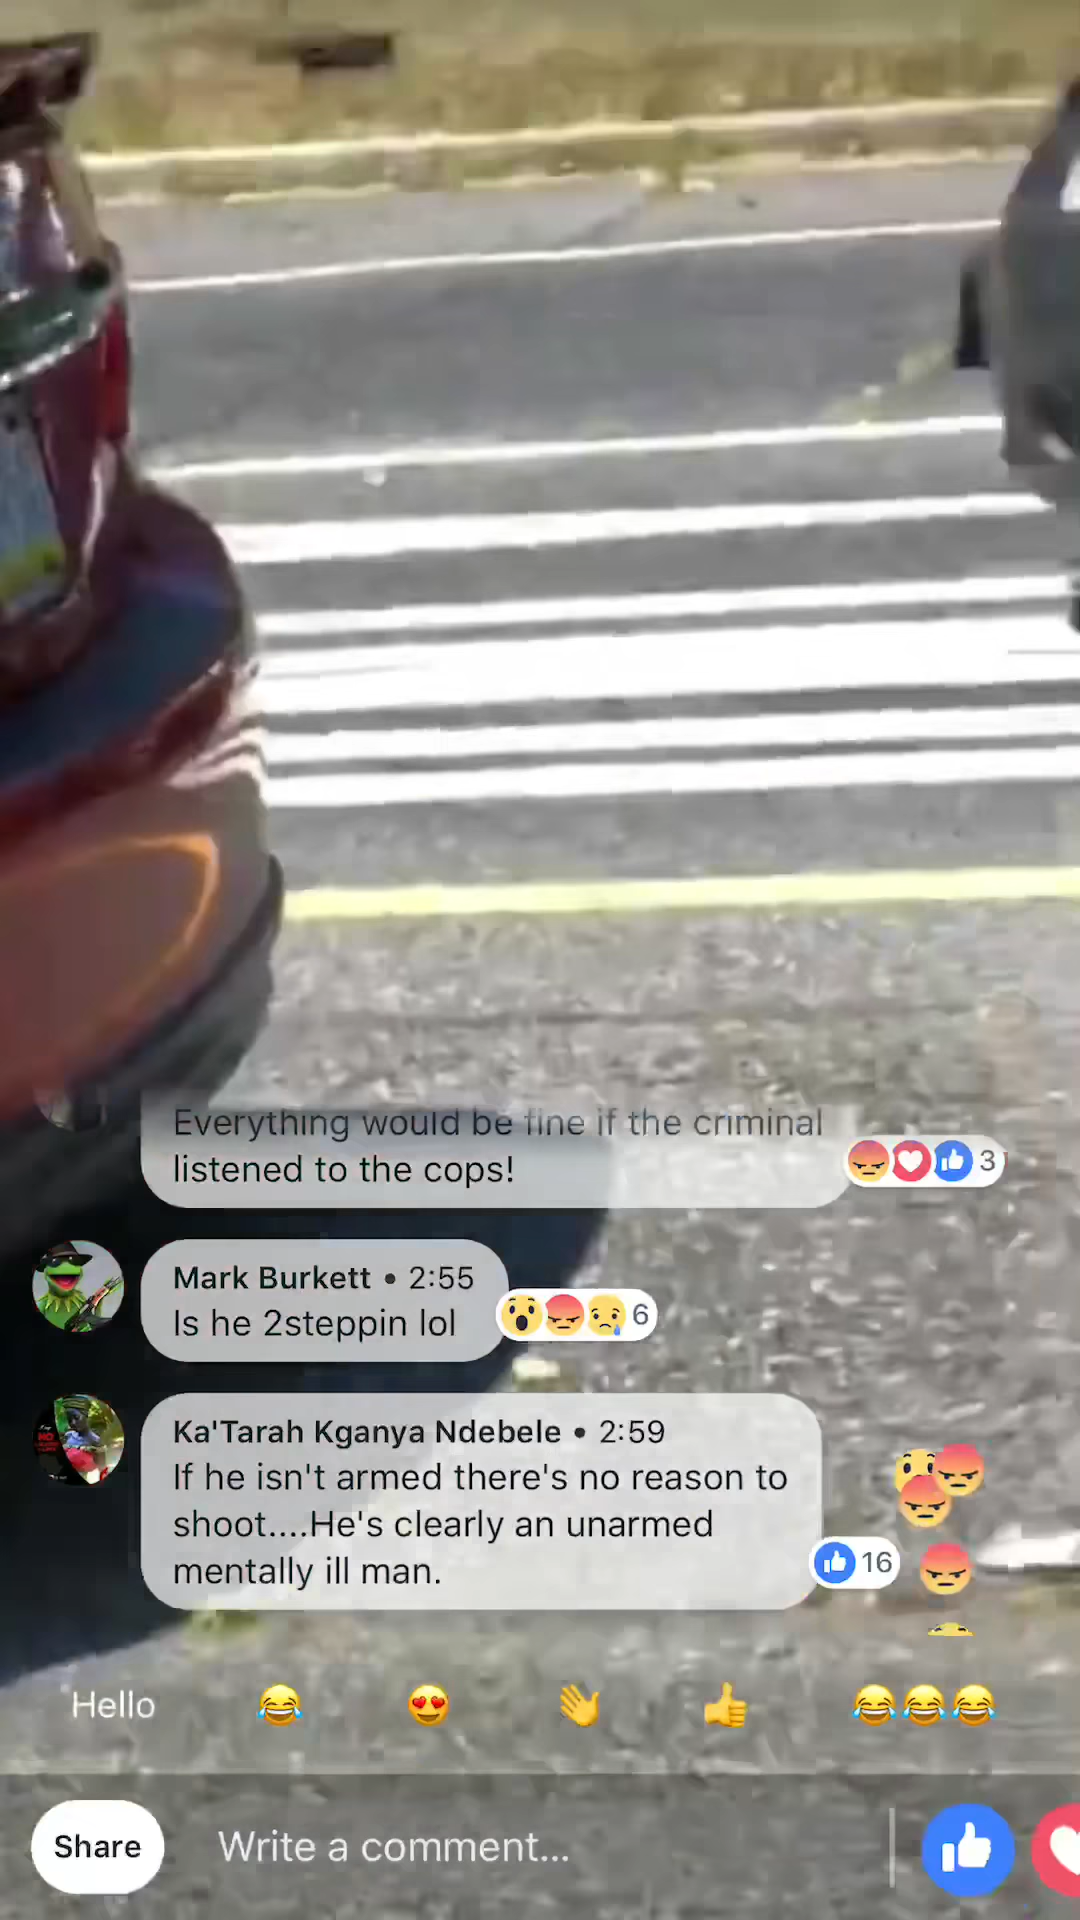 Everything would be fine if the criminal
listened to the cops!
3
Mark Burkett • 2:55
Is he 2steppin lol
6
Ka'Tarah Kganya Ndebele • 2:59
If he isn't armed there's no reason to
shoot....He's clearly an unarmed
mentally ill man.
16
Hello
Share
Write a comment...